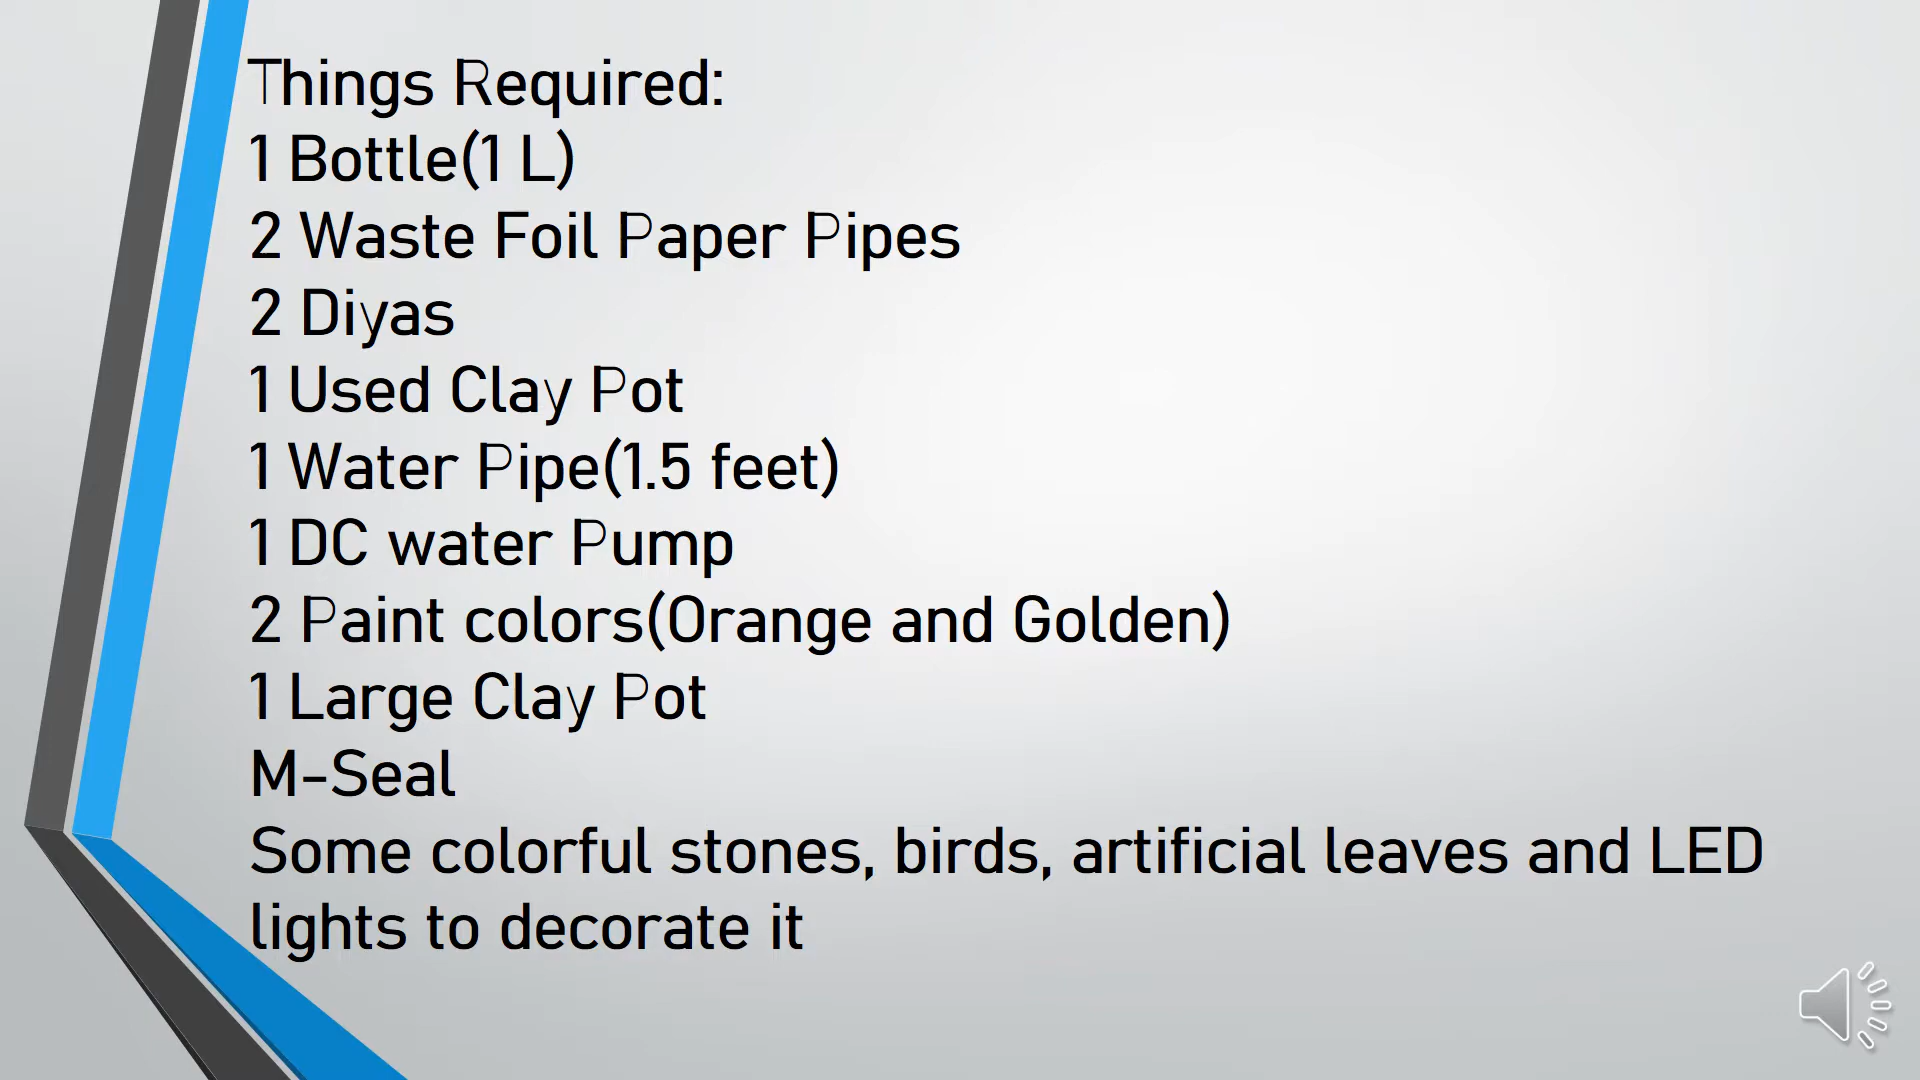 Things Required:
1 Bottle(1 L)
2 Waste Foil Paper Pipes
2 Diyas
1 Used Clay Pot
1 Water Pipe(1.5 feet)
1 DC water Pump
2 Paint colors(Orange and Golden)
1 Large Clay Pot
M-Seal
Some colorful stones, birds, artificial leaves and LED
lights to decorate it